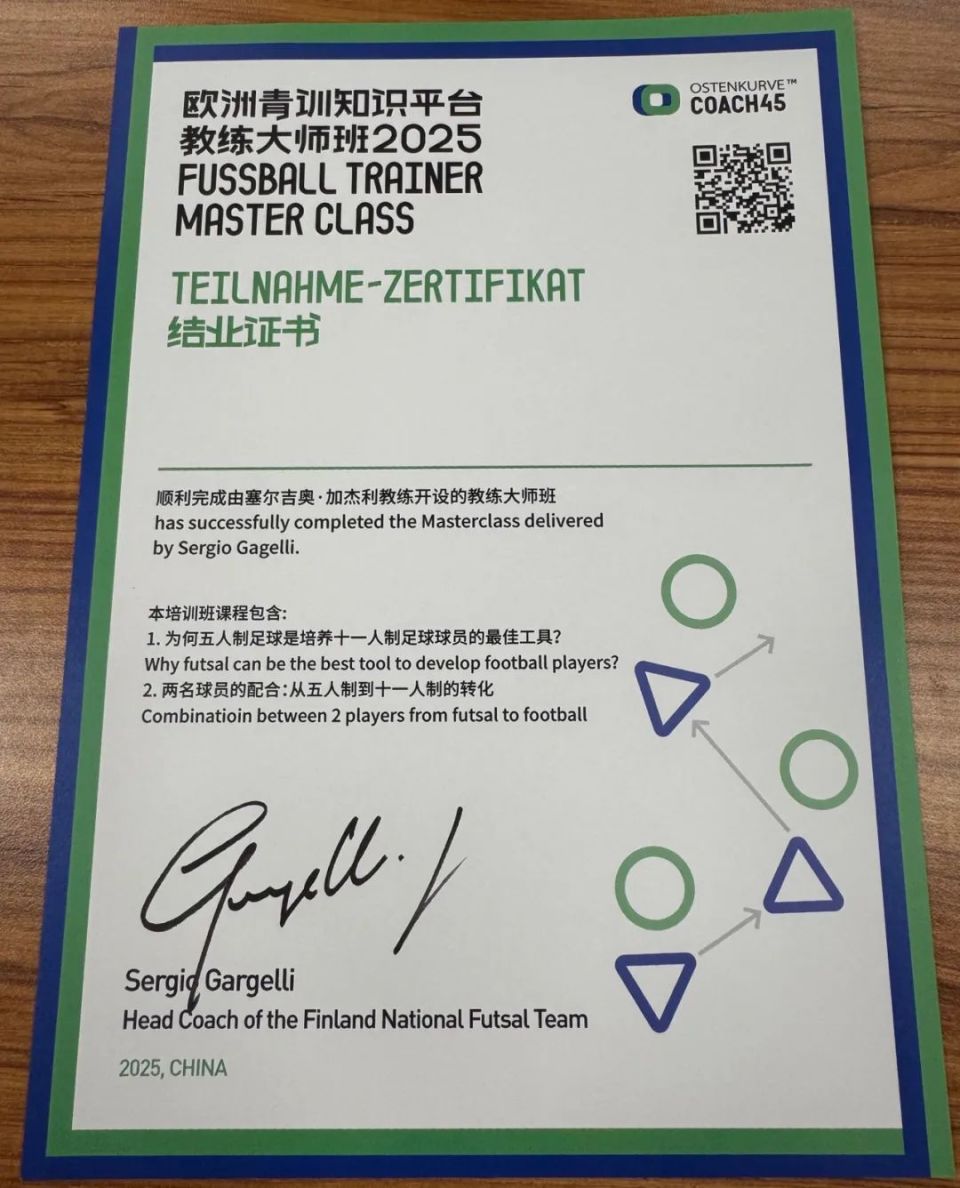 欧洲青训知识平台
教练大师班2025
FUSSBALL TRAINER
MASTER CLASS
OSTENKURVE™
COACH45
TEILNAHME-ZERTIFIKAT
结业证书
顺利完成由塞尔吉奥·加杰利教练开设的教练大师班
has successfully completed the Masterclass delivered
by Sergio Gagelli.
本培训班课程包含:
1. 为何五人制足球是培养十一人制足球球员的最佳工具?
Why futsal can be the best tool to develop football players?
2. 两名球员的配合:从五人制到十一人制的转化
Combinatioin between 2 players from futsal to football
Sergio Gargelli
Head Coach of the Finland National Futsal Team
2025, CHINA